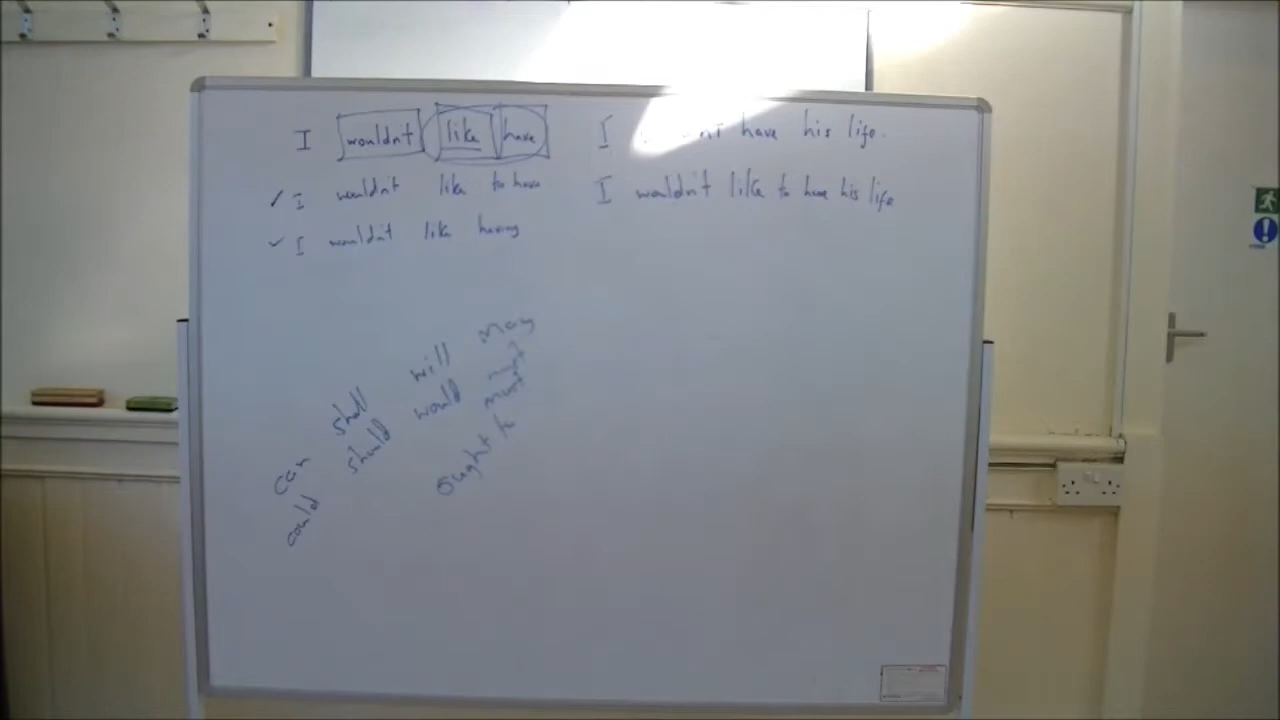 I wouldn't like have
✓ I wouldn't like to have
✓ I wouldn't like having
I have his life.
I wouldn't like to have his life
can shall will may
could should would must
ought to